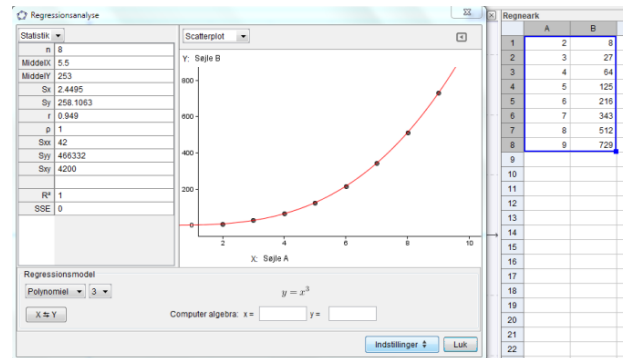 Regressionsanalyse
Statistik
n 8
MiddelX 5.5
MiddelY 253
Sx 2.4495
Sy 258.1063
r 0.949
ρ 1
Sxx 42
Syy 466332
Sxy 4200
R² 1
SSE 0
Scatterplot
Y: Søjle B
800
600
400
200
0
2 4 6 8 10
X: Søjle A
Regressionsmodel
Polynomiel 3
y = x³
X ⇆ Y
Computer algebra: x = y =
Indstillinger Luk
Regneark
A B
1 2 8
2 3 27
3 4 64
4 5 125
5 6 216
6 7 343
7 8 512
8 9 729
9
10
11
12
13
14
15
16
17
18
19
20
21
22